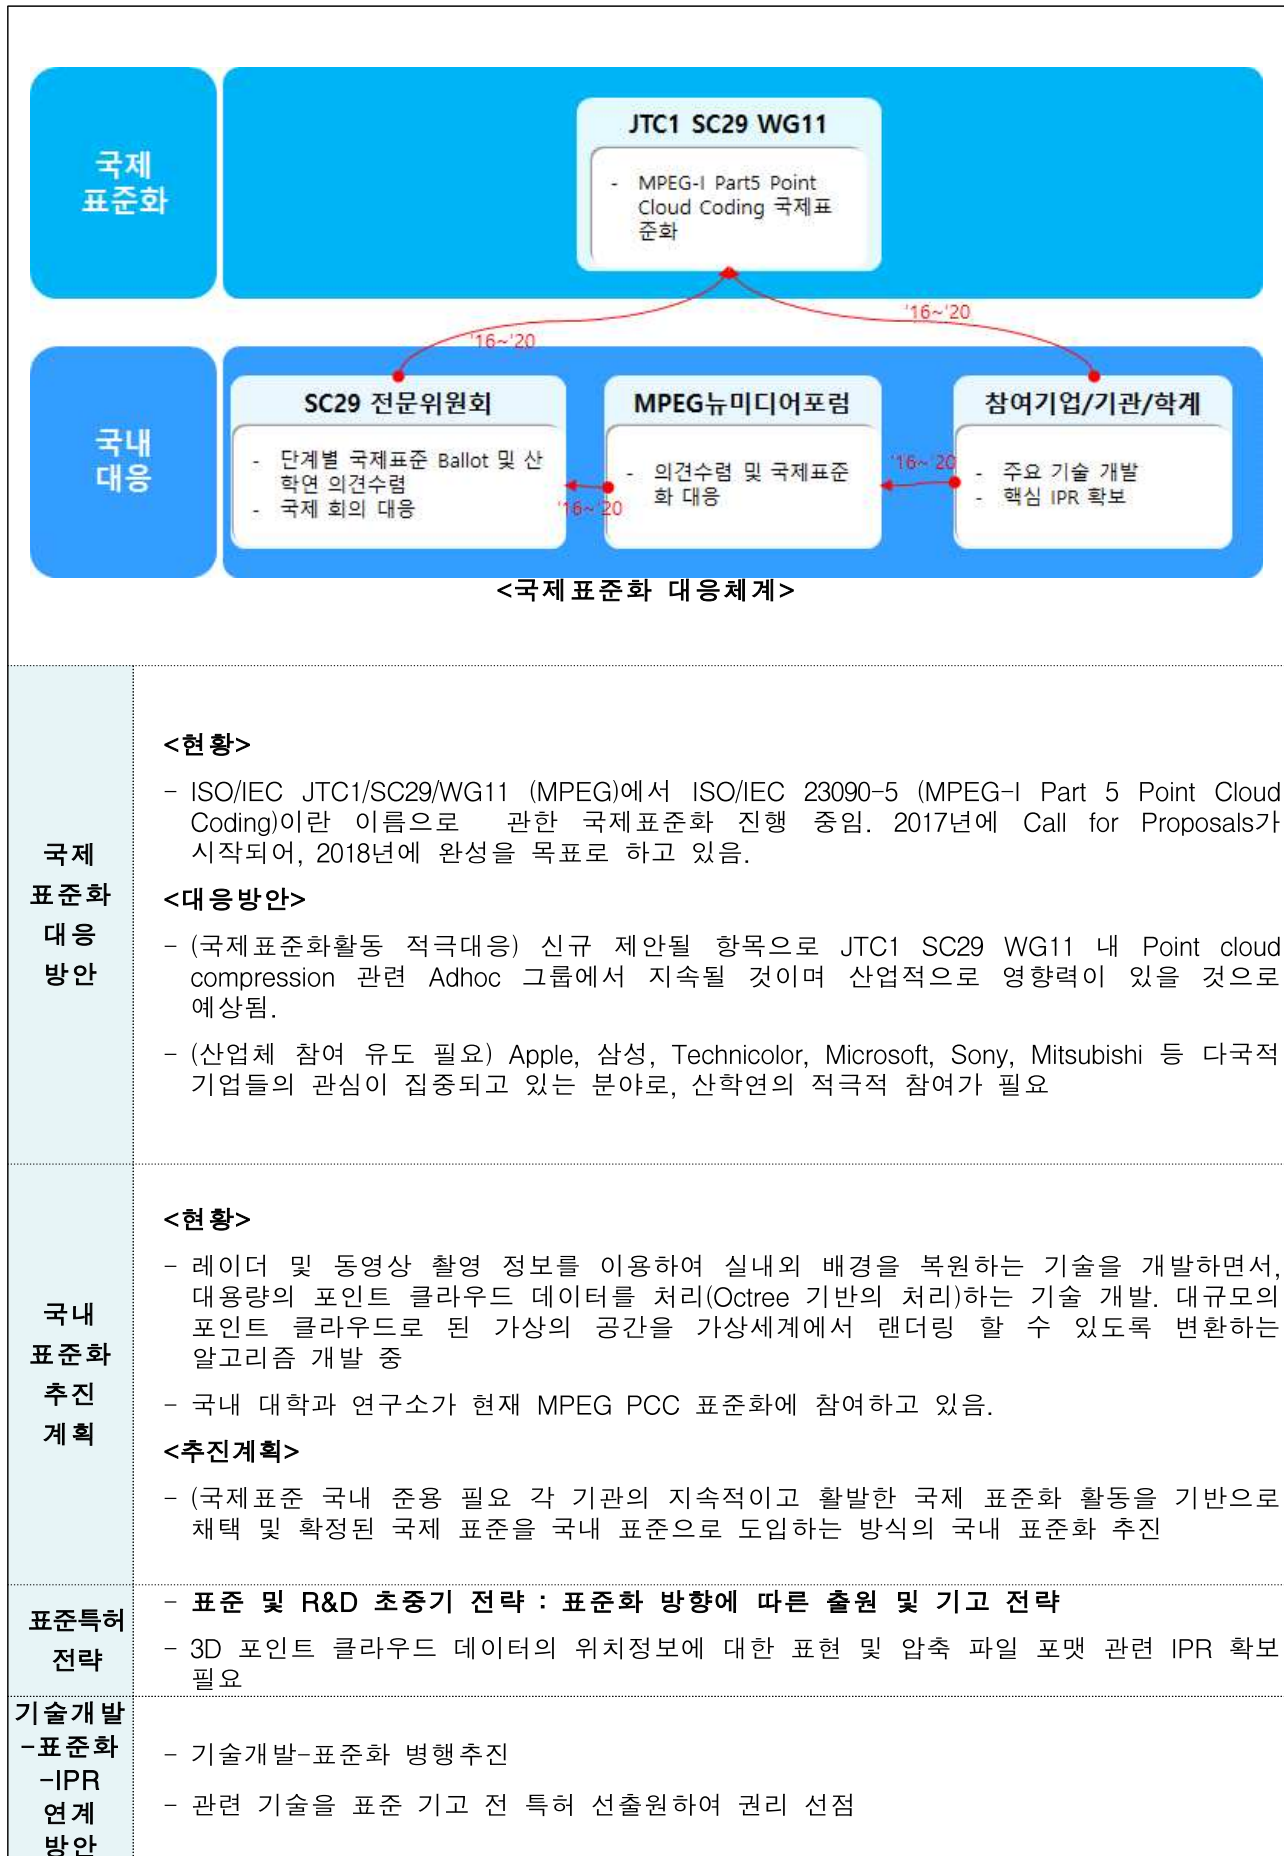 국제
표준화
JTC1 SC29 WG11
- MPEG-I Part5 Point
Cloud Coding 국제표
준화
'16~'20
'16~'20
국내
대응
SC29 전문위원회
- 단계별 국제표준 Ballot 및 산
학연 의견수렴
- 국제 회의 대응
MPEG뉴미디어포럼
- 의견수렴 및 국제표준
화 대응
참여기업/기관/학계
- 주요 기술 개발
- 핵심 IPR 확보
'16~'20
'16~'20
<국제표준화 대응체계>
국제
표준화
대응
방안
<현황>
- ISO/IEC JTC1/SC29/WG11 (MPEG)에서 ISO/IEC 23090-5 (MPEG-I Part 5 Point Cloud
Coding)이란 이름으로 관한 국제표준화 진행 중임. 2017년에 Call for Proposals가
시작되어, 2018년에 완성을 목표로 하고 있음.
<대응방안>
- (국제표준화활동 적극대응) 신규 제안될 항목으로 JTC1 SC29 WG11 내 Point cloud
compression 관련 Adhoc 그룹에서 지속될 것이며 산업적으로 영향력이 있을 것으로
예상됨.
- (산업체 참여 유도 필요) Apple, 삼성, Technicolor, Microsoft, Sony, Mitsubishi 등 다국적
기업들의 관심이 집중되고 있는 분야로, 산학연의 적극적 참여가 필요
국내
표준화
추진
계획
<현황>
- 레이더 및 동영상 촬영 정보를 이용하여 실내외 배경을 복원하는 기술을 개발하면서,
대용량의 포인트 클라우드 데이터를 처리(Octree 기반의 처리)하는 기술 개발. 대규모의
포인트 클라우드로 된 가상의 공간을 가상세계에서 랜더링 할 수 있도록 변환하는
알고리즘 개발 중
- 국내 대학과 연구소가 현재 MPEG PCC 표준화에 참여하고 있음.
<추진계획>
- (국제표준 국내 준용 필요 각 기관의 지속적이고 활발한 국제 표준화 활동을 기반으로
채택 및 확정된 국제 표준을 국내 표준으로 도입하는 방식의 국내 표준화 추진
표준특허
전략
- 표준 및 R&D 초중기 전략 : 표준화 방향에 따른 출원 및 기고 전략
- 3D 포인트 클라우드 데이터의 위치정보에 대한 표현 및 압축 파일 포맷 관련 IPR 확보
필요
기술개발
-표준화
-IPR
연계
방안
- 기술개발-표준화 병행추진
- 관련 기술을 표준 기고 전 특허 선출원하여 권리 선점